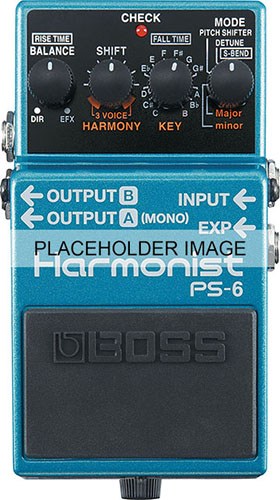 CHECK
RISE TIME
BALANCE
SHIFT
FALL TIME
MODE
PITCH SHIFTER
DETUNE
S-BEND
DIR EFX
3 VOICE
HARMONY
KEY
Major
minor
C
E F F#
G
OUTPUT B
INPUT
OUTPUT A (MONO)
EXP
PLACEHOLDER IMAGE
Harmonist
PS-6
BOSS